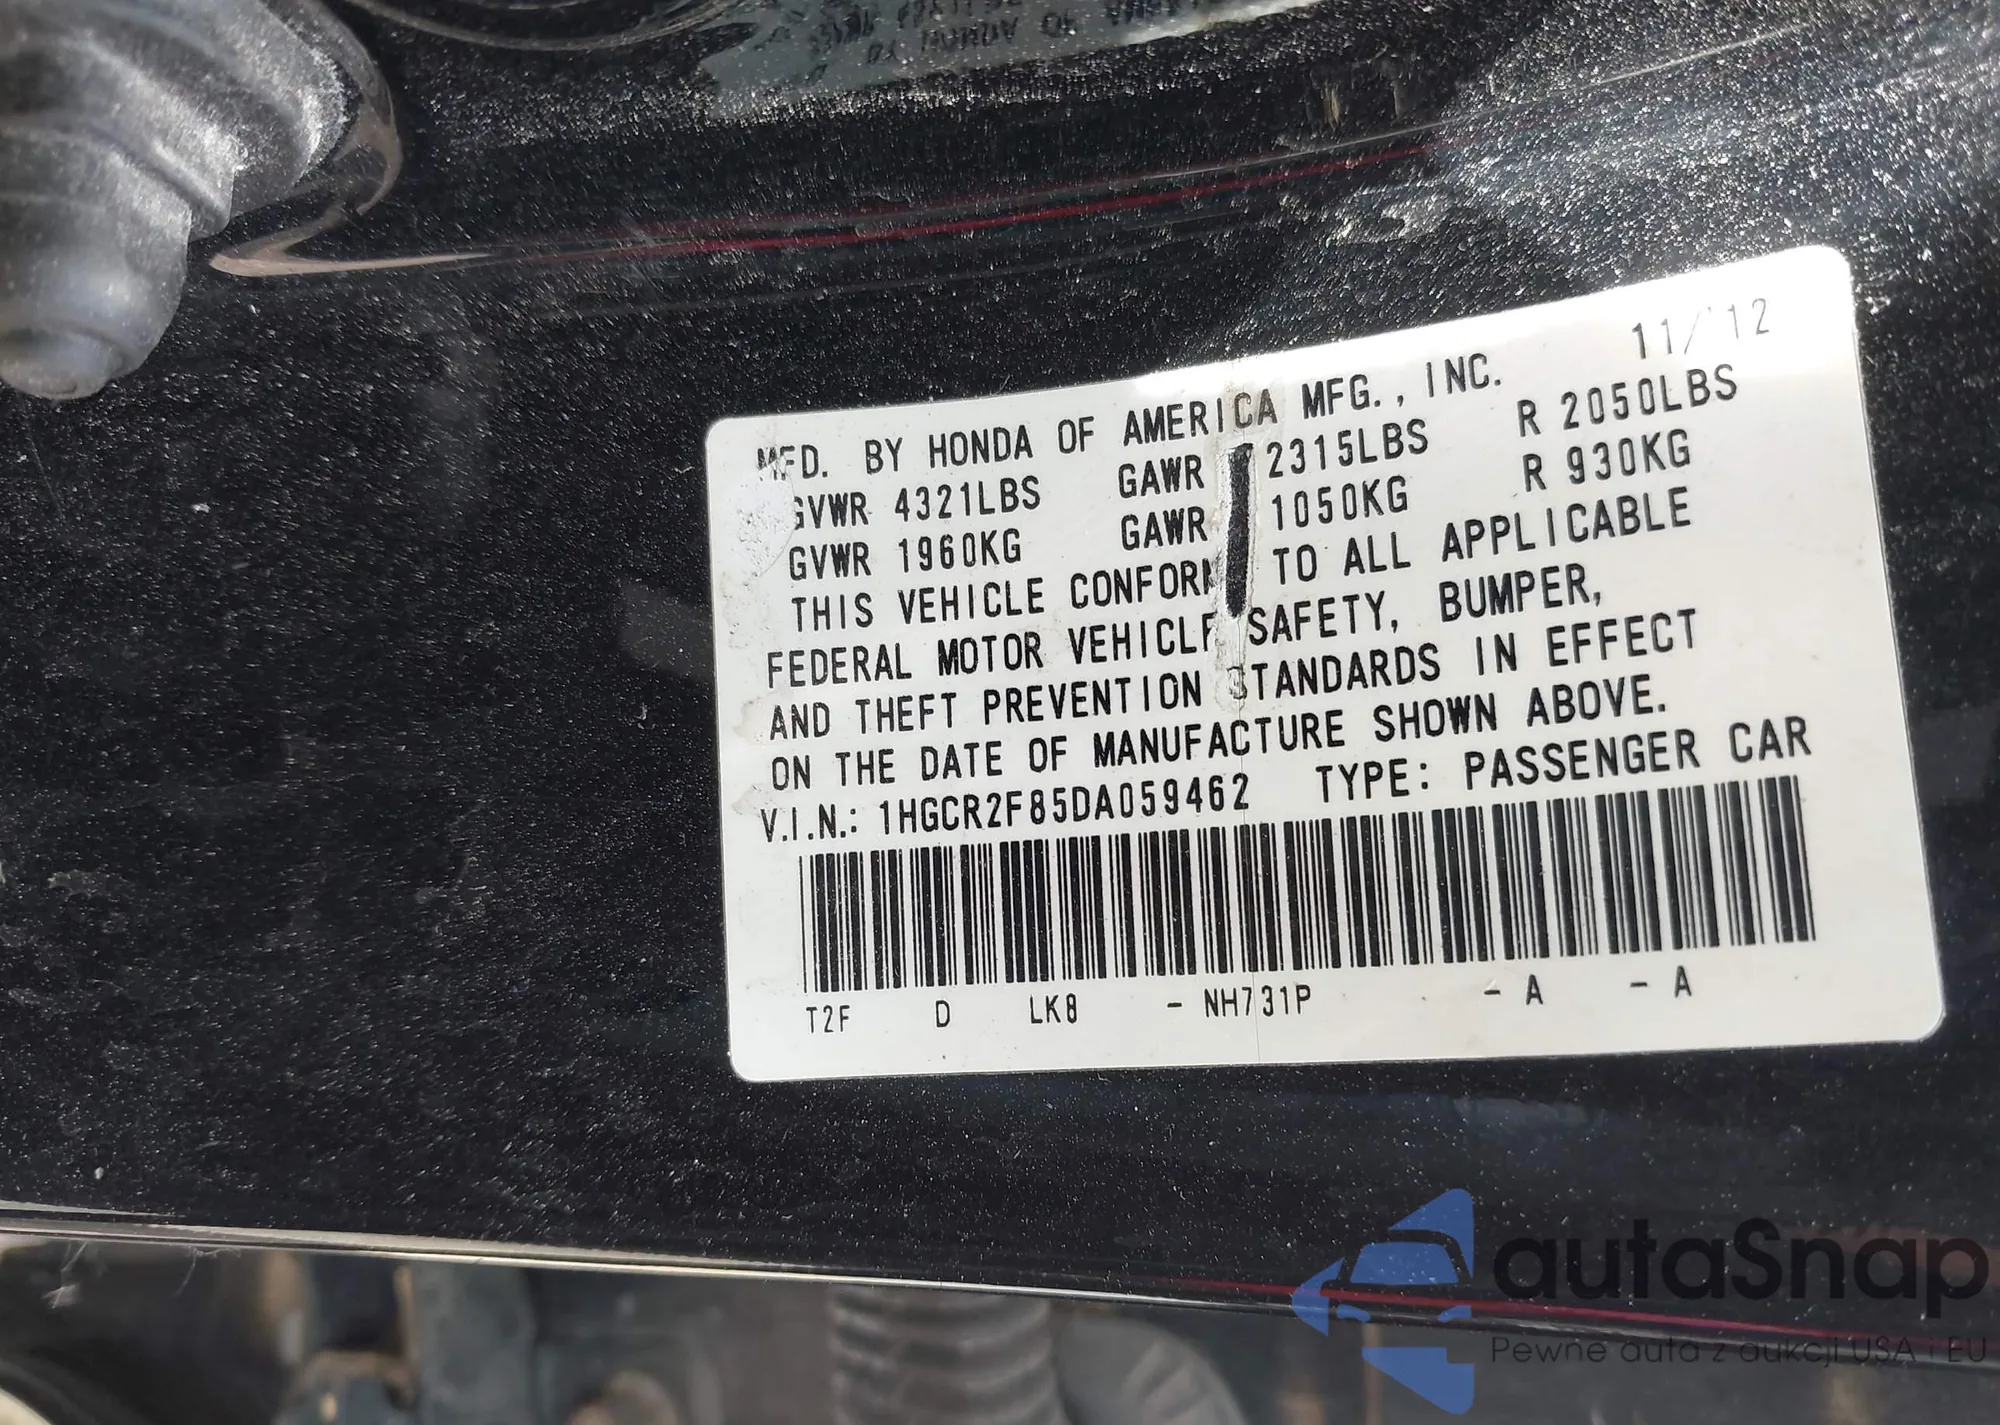 MFD. BY HONDA OF AMERICA MFG., INC. 11/'12
GVWR 4321LBS GAWR 2315LBS R 2050LBS
GVWR 1960KG GAWR 1050KG R 930KG
THIS VEHICLE CONFORM TO ALL APPLICABLE
FEDERAL MOTOR VEHICLE SAFETY, BUMPER,
AND THEFT PREVENTION STANDARDS IN EFFECT
ON THE DATE OF MANUFACTURE SHOWN ABOVE.
V.I.N.: 1HGCR2F85DA059462 TYPE: PASSENGER CAR
T2F D LK8 - NH731P - A - A
autaSnap
Pewne auta z aukcji USA i EU